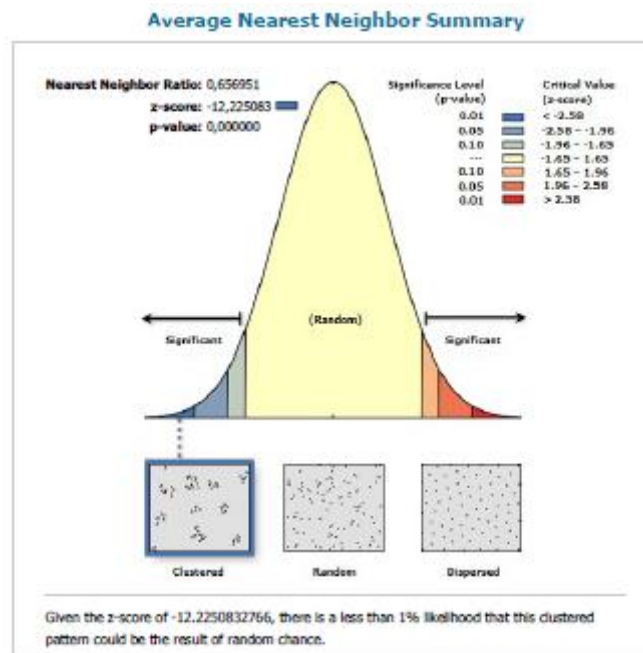 Average Nearest Neighbor Summary
Nearest Neighbor Ratio: 0,656951
z-score: -12,225083
p-value: 0,000000
Significance Level (p-value)
Critical Value (z-score)
0.01 < -2.58
0.05 -2.58 – -1.96
0.10 -1.96 – -1.65
--- -1.65 – 1.65
0.10 1.65 – 1.96
0.05 1.96 – 2.58
0.01 > 2.58
(Random)
Significant
Significant
Clustered
Random
Dispersed
Given the z-score of -12.2250832766, there is a less than 1% likelihood that this clustered
pattern could be the result of random chance.